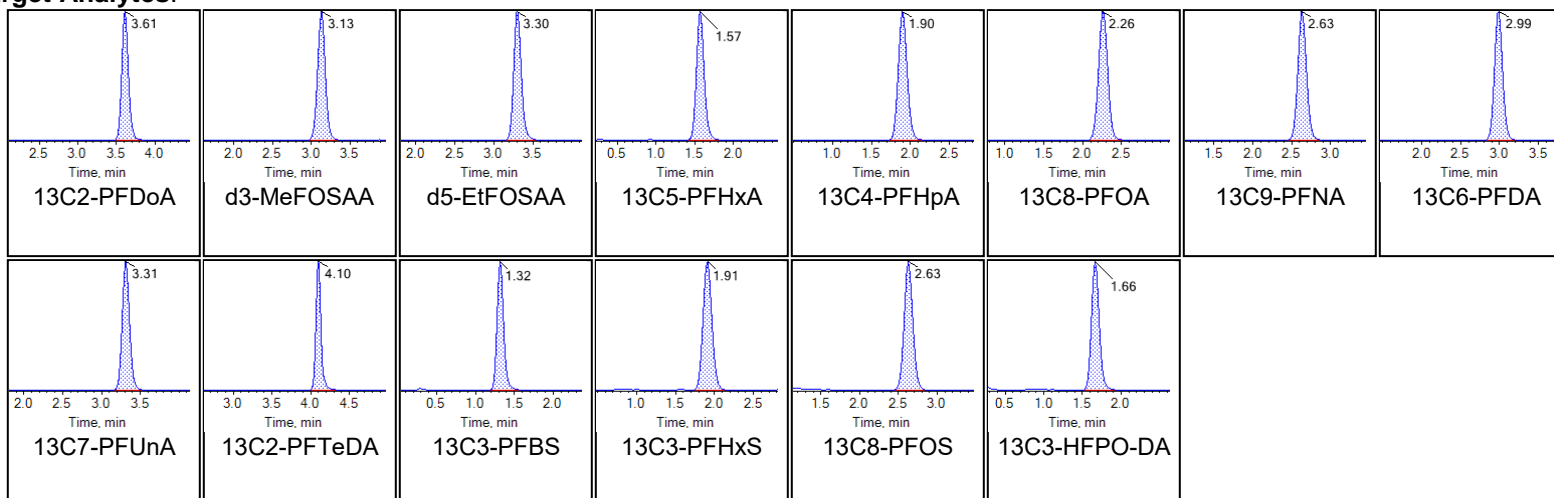 rget Analytes:
3.61 3.13 3.30 1.57 1.90 2.26 2.63 2.99
2.5 3.0 3.5 4.0 2.0 2.5 3.0 3.5 2.0 2.5 3.0 3.5 0.5 1.0 1.5 2.0 1.0 1.5 2.0 2.5 1.0 1.5 2.0 2.5 1.5 2.0 2.5 3.0 2.0 2.5 3.0 3.5
Time, min Time, min Time, min Time, min Time, min Time, min Time, min Time, min
13C2-PFDoA d3-MeFOSAA d5-EtFOSAA 13C5-PFHxA 13C4-PFHpA 13C8-PFOA 13C9-PFNA 13C6-PFDA
3.31 4.10 1.32 1.91 2.63 1.66
2.0 2.5 3.0 3.5 3.0 3.5 4.0 4.5 0.5 1.0 1.5 2.0 1.0 1.5 2.0 2.5 1.5 2.0 2.5 3.0 0.5 1.0 1.5 2.0
Time, min Time, min Time, min Time, min Time, min Time, min
13C7-PFUnA 13C2-PFTeDA 13C3-PFBS 13C3-PFHxS 13C8-PFOS 13C3-HFPO-DA